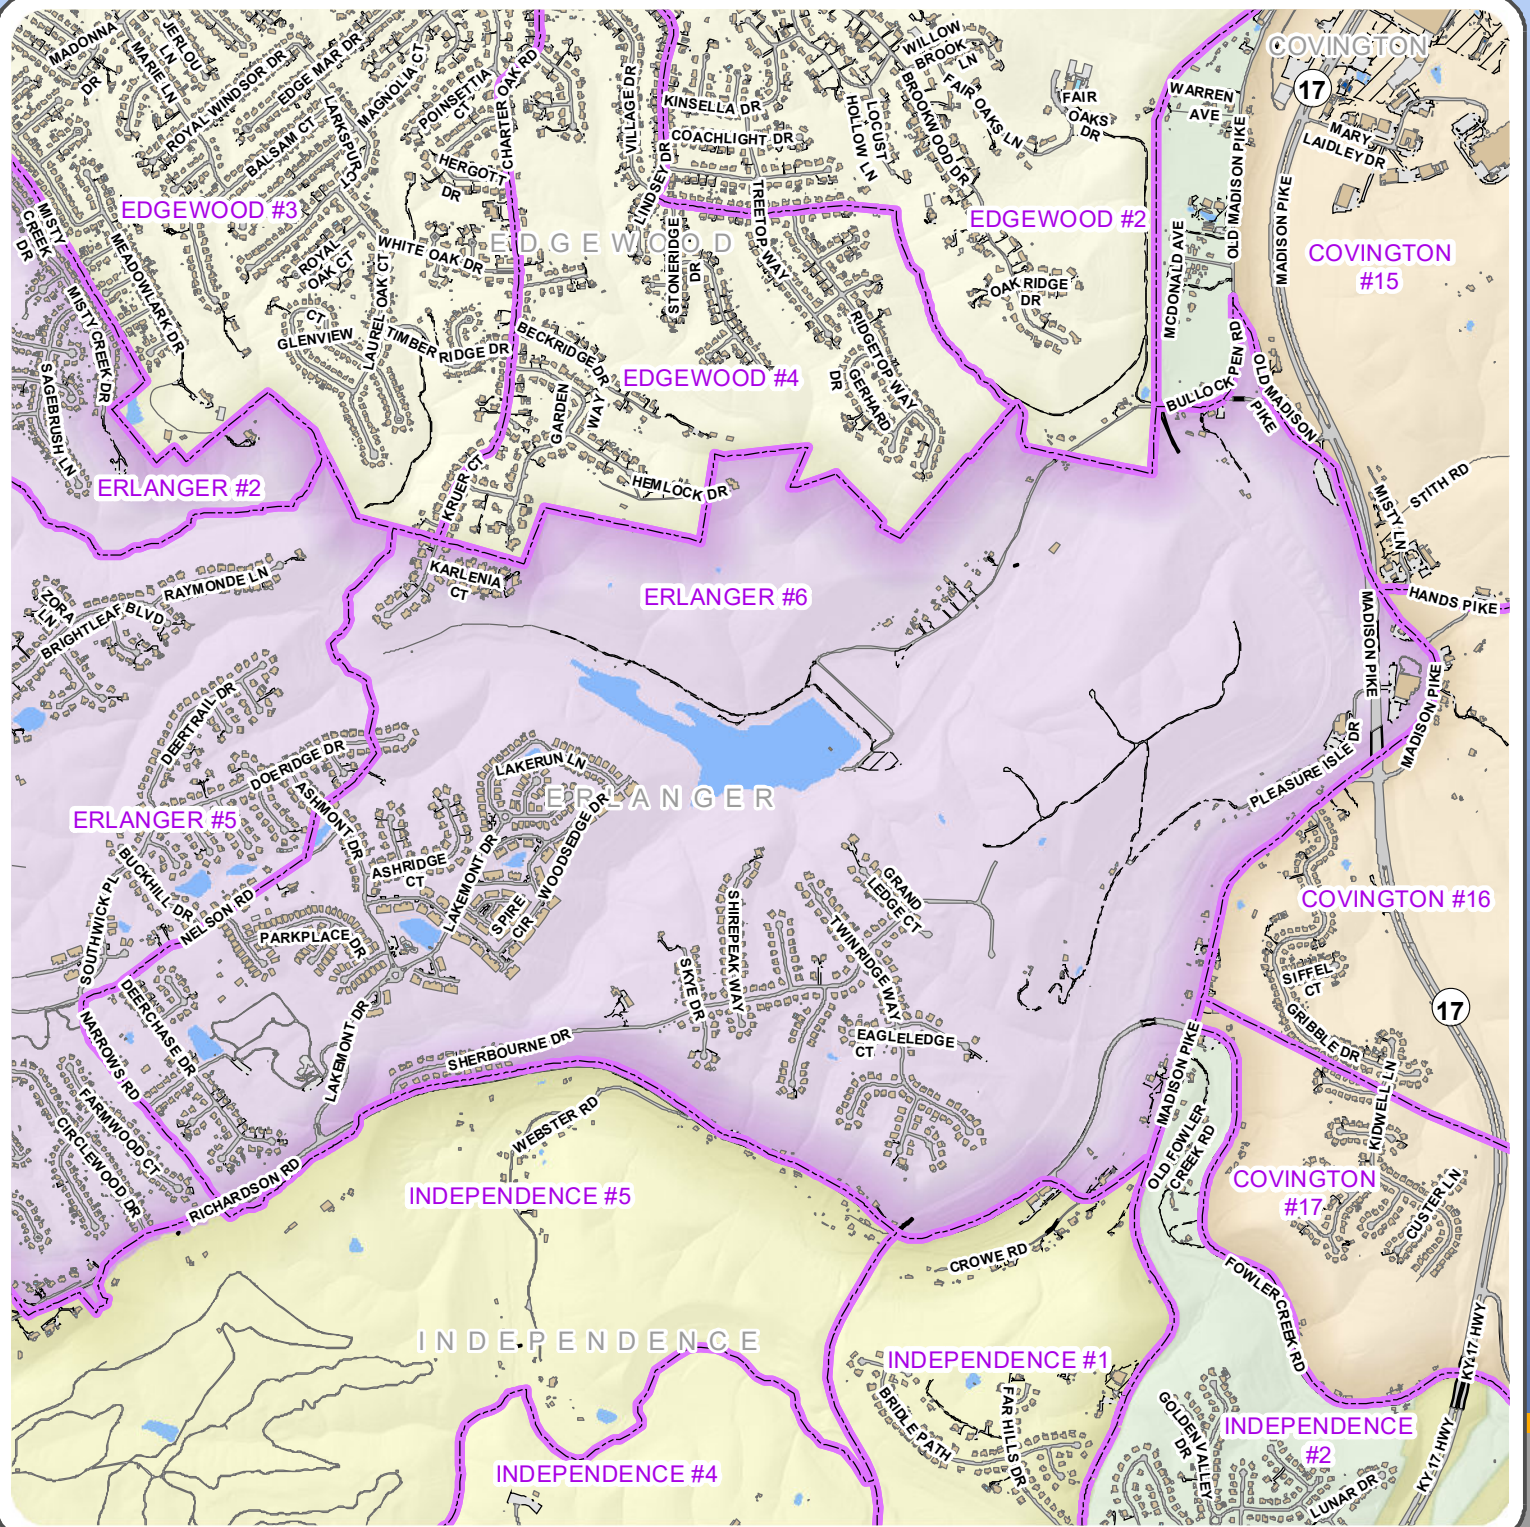 MADONNA
DR
MARIE LN
JERLOU
LN
ROYAL WINDSOR DR
EDGE MAR DR
BALSAM CT
LARKSPUR
CT
MAGNOLIA CT
POINSETTIA
CT
CHARTER OAK RD
HERGOTT
DR
VILLAGE DR
KINSELLA DR
COACHLIGHT DR
LINDSEY DR
WILLOW
BROOK
LN
FAIR OAKS LN
BROOKWOOD DR
LOCUST
HOLLOW LN
FAIR
OAKS
DR
WARREN
AVE
COVINGTON
17
MARY
LAIDLEY DR
OLD MADISON PIKE
MADISON PIKE
EDGEWOOD #3
EDGEWOOD
EDGEWOOD #2
COVINGTON
#15
MISTY
CREEK
DR
MEADOWLARK DR
ROYAL
OAK CT
WHITE OAK DR
LAUREL OAK CT
STONERIDGE
DR
TREETOP WAY
OAK RIDGE
DR
MCDONALD AVE
MISTY CREEK DR
GLENVIEW
CT
TIMBER RIDGE DR
BECKRIDGE DR
EDGEWOOD #4
RIDGETOP WAY
GERHARD
DR
BULLOCK PEN RD
OLD MADISON
PIKE
SAGEBRUSH LN
GARDEN
WAY
KRUER CT
HEMLOCK DR
ERLANGER #2
STITH RD
MISTY LN
KARLENIA
CT
ERLANGER #6
HANDS PIKE
RAYMONDE LN
ZORA
LN
BRIGHTLEAF BLVD
MADISON PIKE
MADISON PIKE
DEERTRAIL DR
DOERIDGE DR
ASHMONT DR
LAKERUN LN
ERLANGER
PLEASURE ISLE DR
ERLANGER #5
BUCKHILL DR
ASHRIDGE
CT
LAKEMONT DR
WOODSEDGE DR
SPIRE
CIR
SOUTHWICK PL
NELSON RD
PARKPLACE
DR
SHIREPEAK WAY
GRAND
LEDGE CT
TWINRIDGE WAY
COVINGTON #16
SKYE DR
SIFFEL
CT
GRIBBLE DR
17
DEERCHASE DR
NARROWS RD
LAKEMONT DR
SHERBOURNE DR
EAGLELEDGE
CT
MADISON PIKE
KIDWELL LN
FARMWOOD CT
CIRCLEWOOD DR
RICHARDSON RD
WEBSTER RD
OLD FOWLER
CREEK RD
INDEPENDENCE #5
COVINGTON
#17
CUSTER LN
CROWE RD
FOWLER CREEK RD
INDEPENDENCE
INDEPENDENCE #1
KY 17 HWY
BRIDLE PATH
FAR HILLS DR
GOLDEN VALLEY
DR
INDEPENDENCE
#2
KY 17 HWY
INDEPENDENCE #4
LUNAR DR